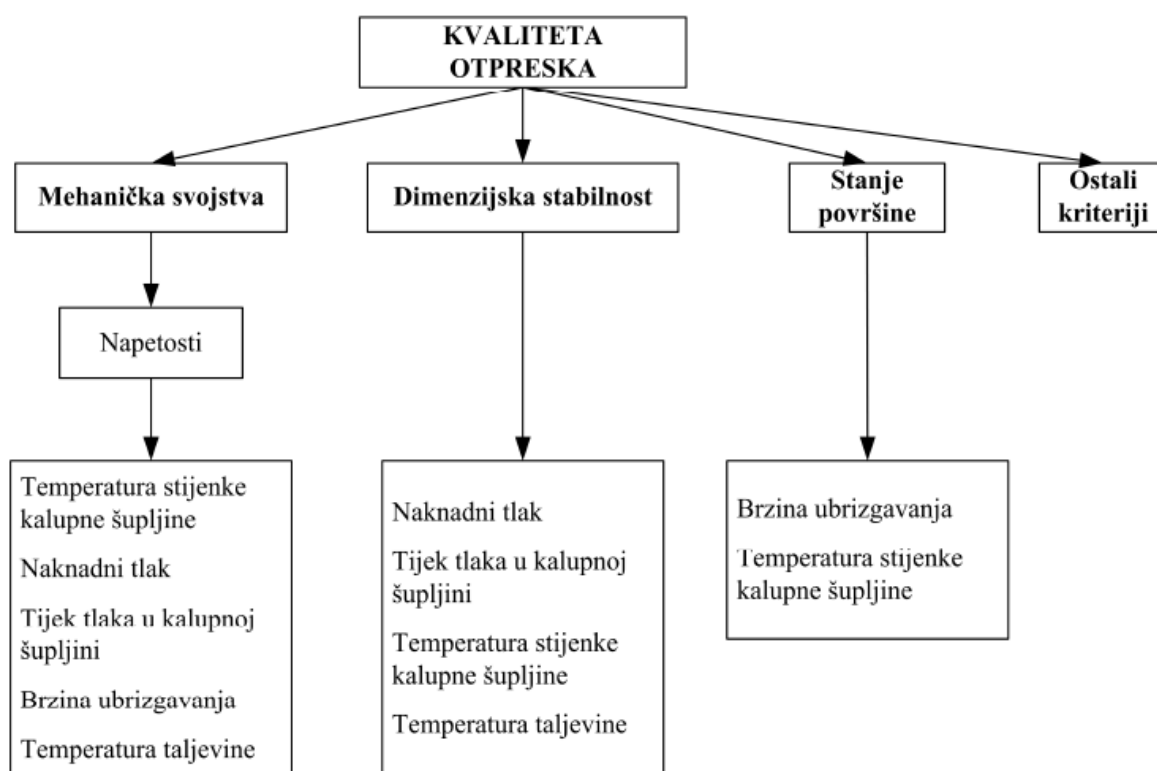 KVALITETA
OTPRESKA
Mehanička svojstva
Dimenzijska stabilnost
Stanje
površine
Ostali
kriteriji
Napetosti
Temperatura stijenke
kalupne šupljine
Naknadni tlak
Tijek tlaka u kalupnoj
šupljini
Brzina ubrizgavanja
Temperatura taljevine
Naknadni tlak
Tijek tlaka u kalupnoj
šupljini
Temperatura stijenke
kalupne šupljine
Temperatura taljevine
Brzina ubrizgavanja
Temperatura stijenke
kalupne šupljine